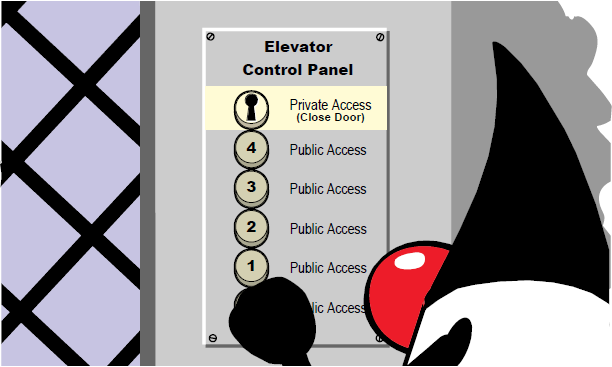 Elevator
Control Panel
Private Access
(Close Door)
4 Public Access
3 Public Access
2 Public Access
1 Public Access
Access